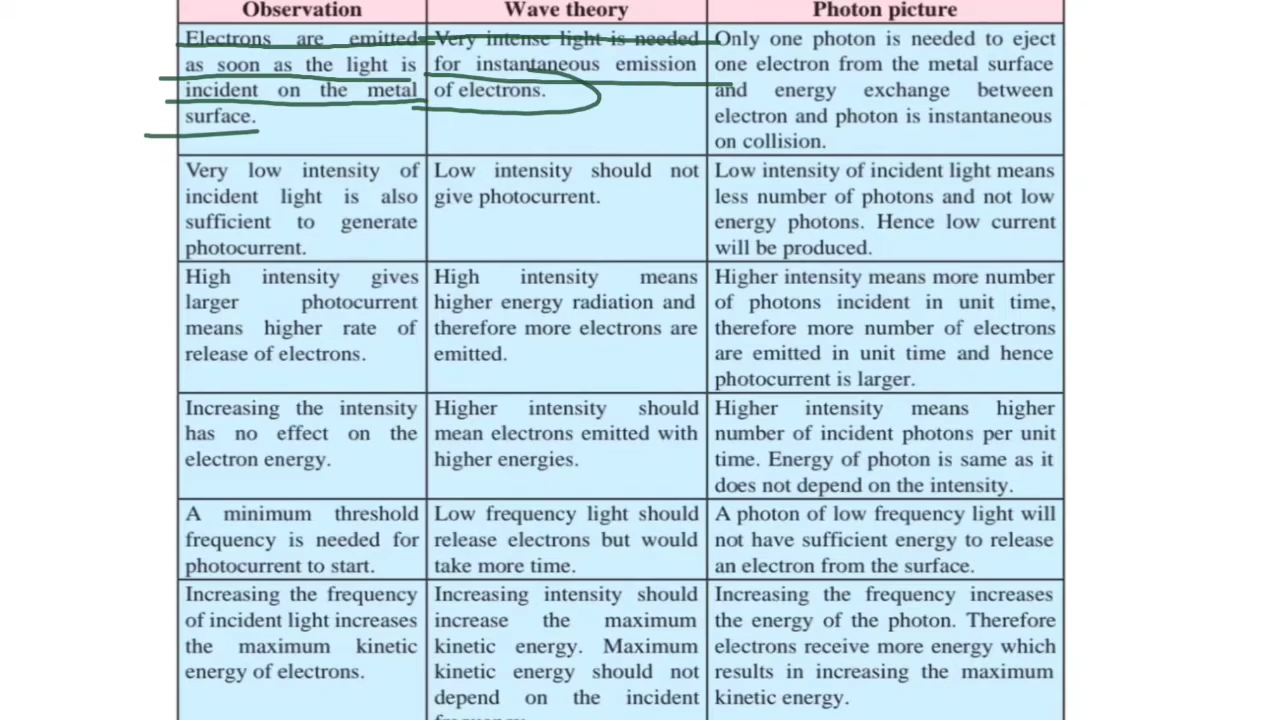 Observation
Wave theory
Photon picture
Electrons are emitted
as soon as the light is
incident on the metal
surface.
Very intense light is needed
for instantaneous emission
of electrons.
Only one photon is needed to eject
one electron from the metal surface
and energy exchange between
electron and photon is instantaneous
on collision.
Very low intensity of
incident light is also
sufficient to generate
photocurrent.
Low intensity should not
give photocurrent.
Low intensity of incident light means
less number of photons and not low
energy photons. Hence low current
will be produced.
High intensity gives
larger photocurrent
means higher rate of
release of electrons.
High intensity means
higher energy radiation and
therefore more electrons are
emitted.
Higher intensity means more number
of photons incident in unit time,
therefore more number of electrons
are emitted in unit time and hence
photocurrent is larger.
Increasing the intensity
has no effect on the
electron energy.
Higher intensity should
mean electrons emitted with
higher energies.
Higher intensity means higher
number of incident photons per unit
time. Energy of photon is same as it
does not depend on the intensity.
A minimum threshold
frequency is needed for
photocurrent to start.
Low frequency light should
release electrons but would
take more time.
A photon of low frequency light will
not have sufficient energy to release
an electron from the surface.
Increasing the frequency
of incident light increases
the maximum kinetic
energy of electrons.
Increasing intensity should
increase the maximum
kinetic energy. Maximum
kinetic energy should not
depend on the incident
Increasing the frequency increases
the energy of the photon. Therefore
electrons receive more energy which
results in increasing the maximum
kinetic energy.